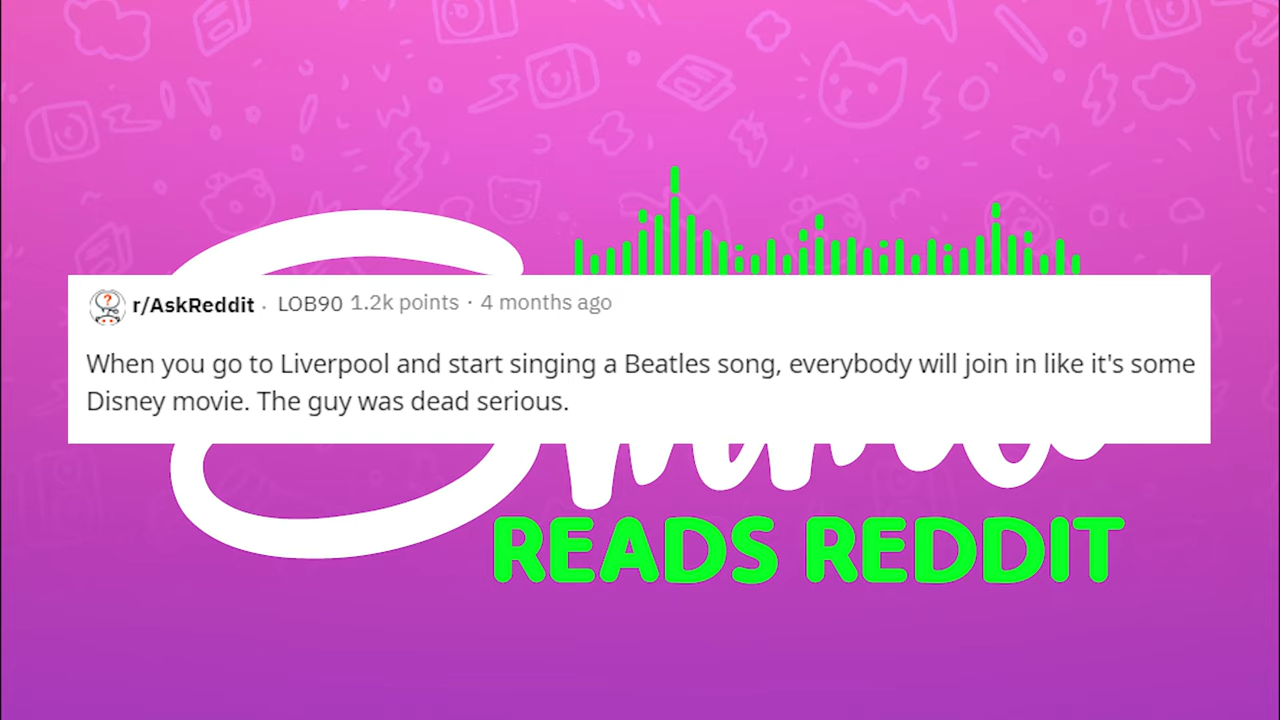 r/AskReddit · LOB90 1.2k points · 4 months ago
When you go to Liverpool and start singing a Beatles song, everybody will join in like it's some
Disney movie. The guy was dead serious.
READS REDDIT